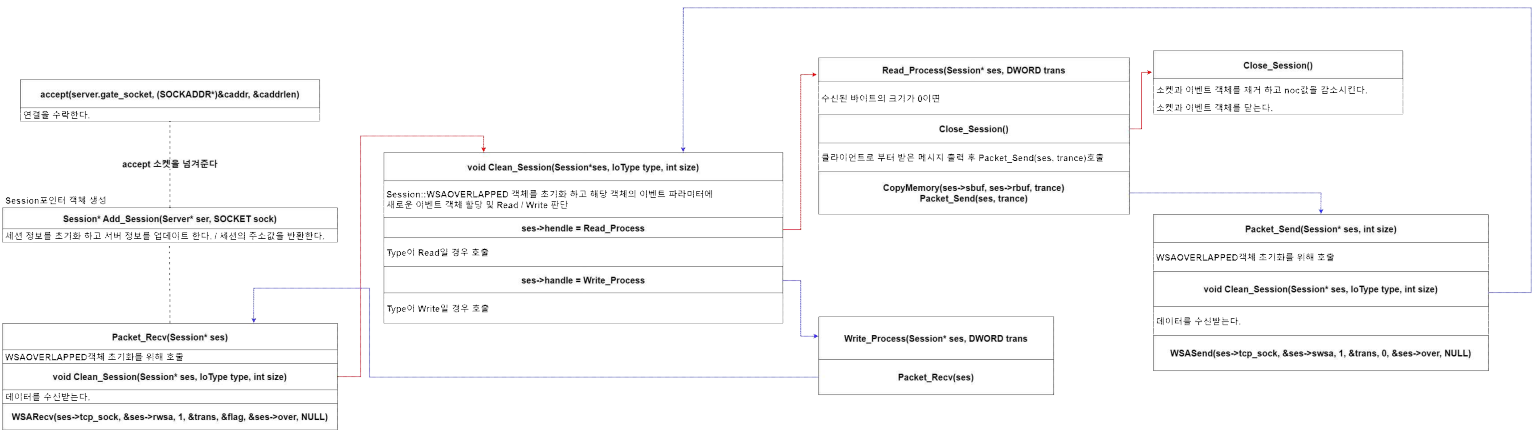 accept(server.gate_socket, (SOCKADDR*)&caddr, &caddrlen)
연결을 수락한다.
accept 소켓을 넘겨준다
Session포인터 객체 생성
Session* Add_Session(Server* ser, SOCKET sock)
세션 정보를 초기화 하고 서버 정보를 업데이트 한다. / 세션의 주소값을 반환한다.
Packet_Recv(Session* ses)
WSAOVERLAPPED객체 초기화를 위해 호출
void Clean_Session(Session* ses, IoType type, int size)
데이터를 수신받는다.
WSARecv(ses->tcp_sock, &ses->rwsa, 1, &trans, &flag, &ses->over, NULL)
void Clean_Session(Session*ses, IoType type, int size)
Session::WSAOVERLAPPED 객체를 초기화 하고 해당 객체의 이벤트 파라미터에
새로운 이벤트 객체 할당 및 Read / Write 판단
ses->hendle = Read_Process
Type이 Read일 경우 호출
ses->handle = Write_Process
Type이 Write일 경우 호출
Read_Process(Session* ses, DWORD trans
수신된 바이트의 크기가 0이면
Close_Session()
클라이언트로 부터 받은 메시지 출력 후 Packet_Send(ses. trance)호출
CopyMemory(ses->sbuf, ses->rbuf, trance)
Packet_Send(ses, trance)
Write_Process(Session* ses, DWORD trans
Packet_Recv(ses)
Close_Session()
소켓과 이벤트 객체를 재거 하고 noc값을 감소시킨다.
소켓과 이벤트 객체를 닫는다.
Packet_Send(Session* ses, int size)
WSAOVERLAPPED객체 초기화를 위해 호출
void Clean_Session(Session* ses, IoType type, int size)
데이터를 수신받는다.
WSASend(ses->tcp_sock, &ses->swsa, 1, &trans, 0, &ses->over, NULL)